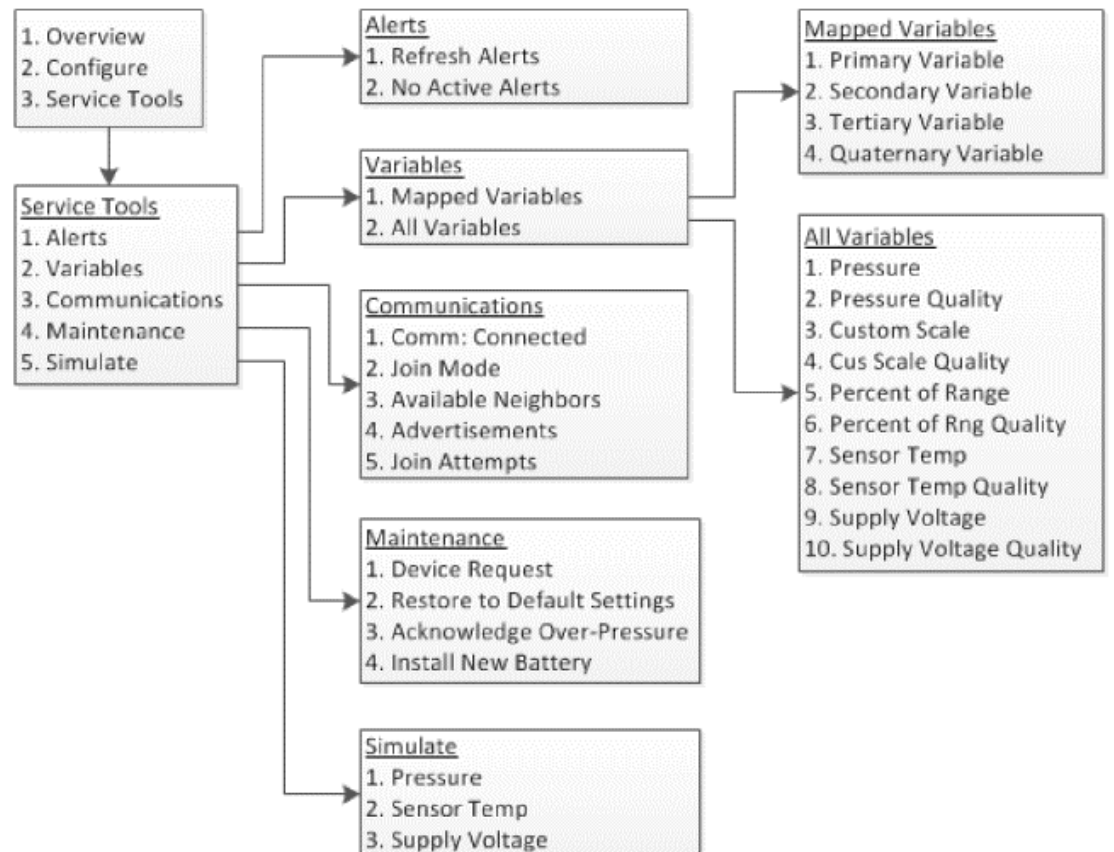 1. Overview
2. Configure
3. Service Tools
Service Tools
1. Alerts
2. Variables
3. Communications
4. Maintenance
5. Simulate
Alerts
1. Refresh Alerts
2. No Active Alerts
Variables
1. Mapped Variables
2. All Variables
Communications
1. Comm: Connected
2. Join Mode
3. Available Neighbors
4. Advertisements
5. Join Attempts
Maintenance
1. Device Request
2. Restore to Default Settings
3. Acknowledge Over-Pressure
4. Install New Battery
Simulate
1. Pressure
2. Sensor Temp
3. Supply Voltage
Mapped Variables
1. Primary Variable
2. Secondary Variable
3. Tertiary Variable
4. Quaternary Variable
All Variables
1. Pressure
2. Pressure Quality
3. Custom Scale
4. Cus Scale Quality
5. Percent of Range
6. Percent of Rng Quality
7. Sensor Temp
8. Sensor Temp Quality
9. Supply Voltage
10. Supply Voltage Quality